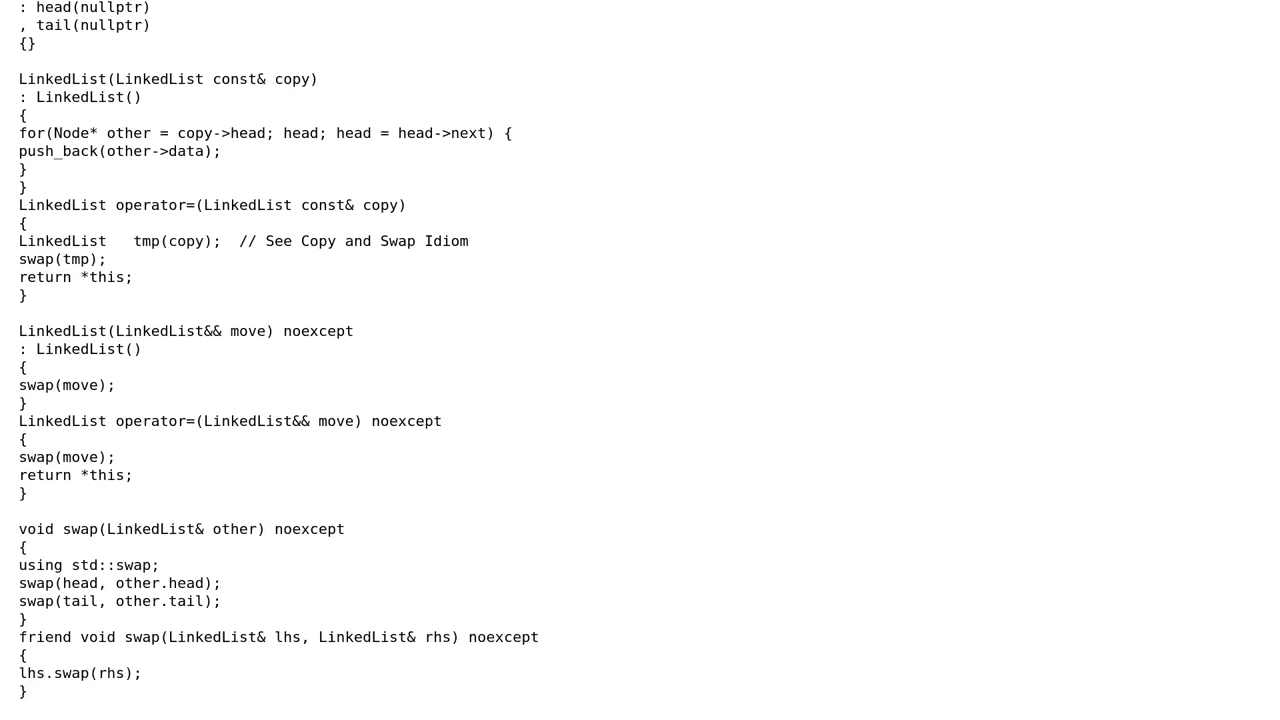 : head(nullptr)
, tail(nullptr)
{}
LinkedList(LinkedList const& copy)
: LinkedList()
{
for(Node* other = copy->head; head; head = head->next) {
push_back(other->data);
}
}
LinkedList operator=(LinkedList const& copy)
{
LinkedList   tmp(copy);  // See Copy and Swap Idiom
swap(tmp);
return *this;
}
LinkedList(LinkedList&& move) noexcept
: LinkedList()
{
swap(move);
}
LinkedList operator=(LinkedList&& move) noexcept
{
swap(move);
return *this;
}
void swap(LinkedList& other) noexcept
{
using std::swap;
swap(head, other.head);
swap(tail, other.tail);
}
friend void swap(LinkedList& lhs, LinkedList& rhs) noexcept
{
lhs.swap(rhs);
}